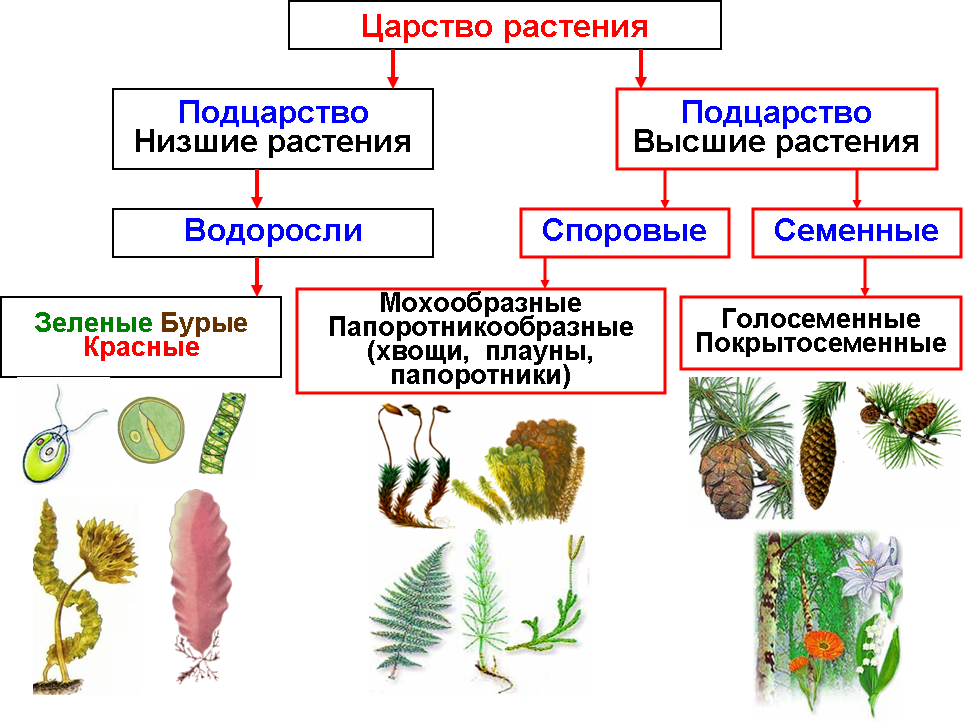 Царство растения
Подцарство
Низшие растения
Подцарство
Высшие растения
Водоросли
Споровые
Семенные
Зеленые Бурые
Красные
Мохообразные
Папоротникообразные
(хвощи, плауны,
папоротники)
Голосеменные
Покрытосеменные